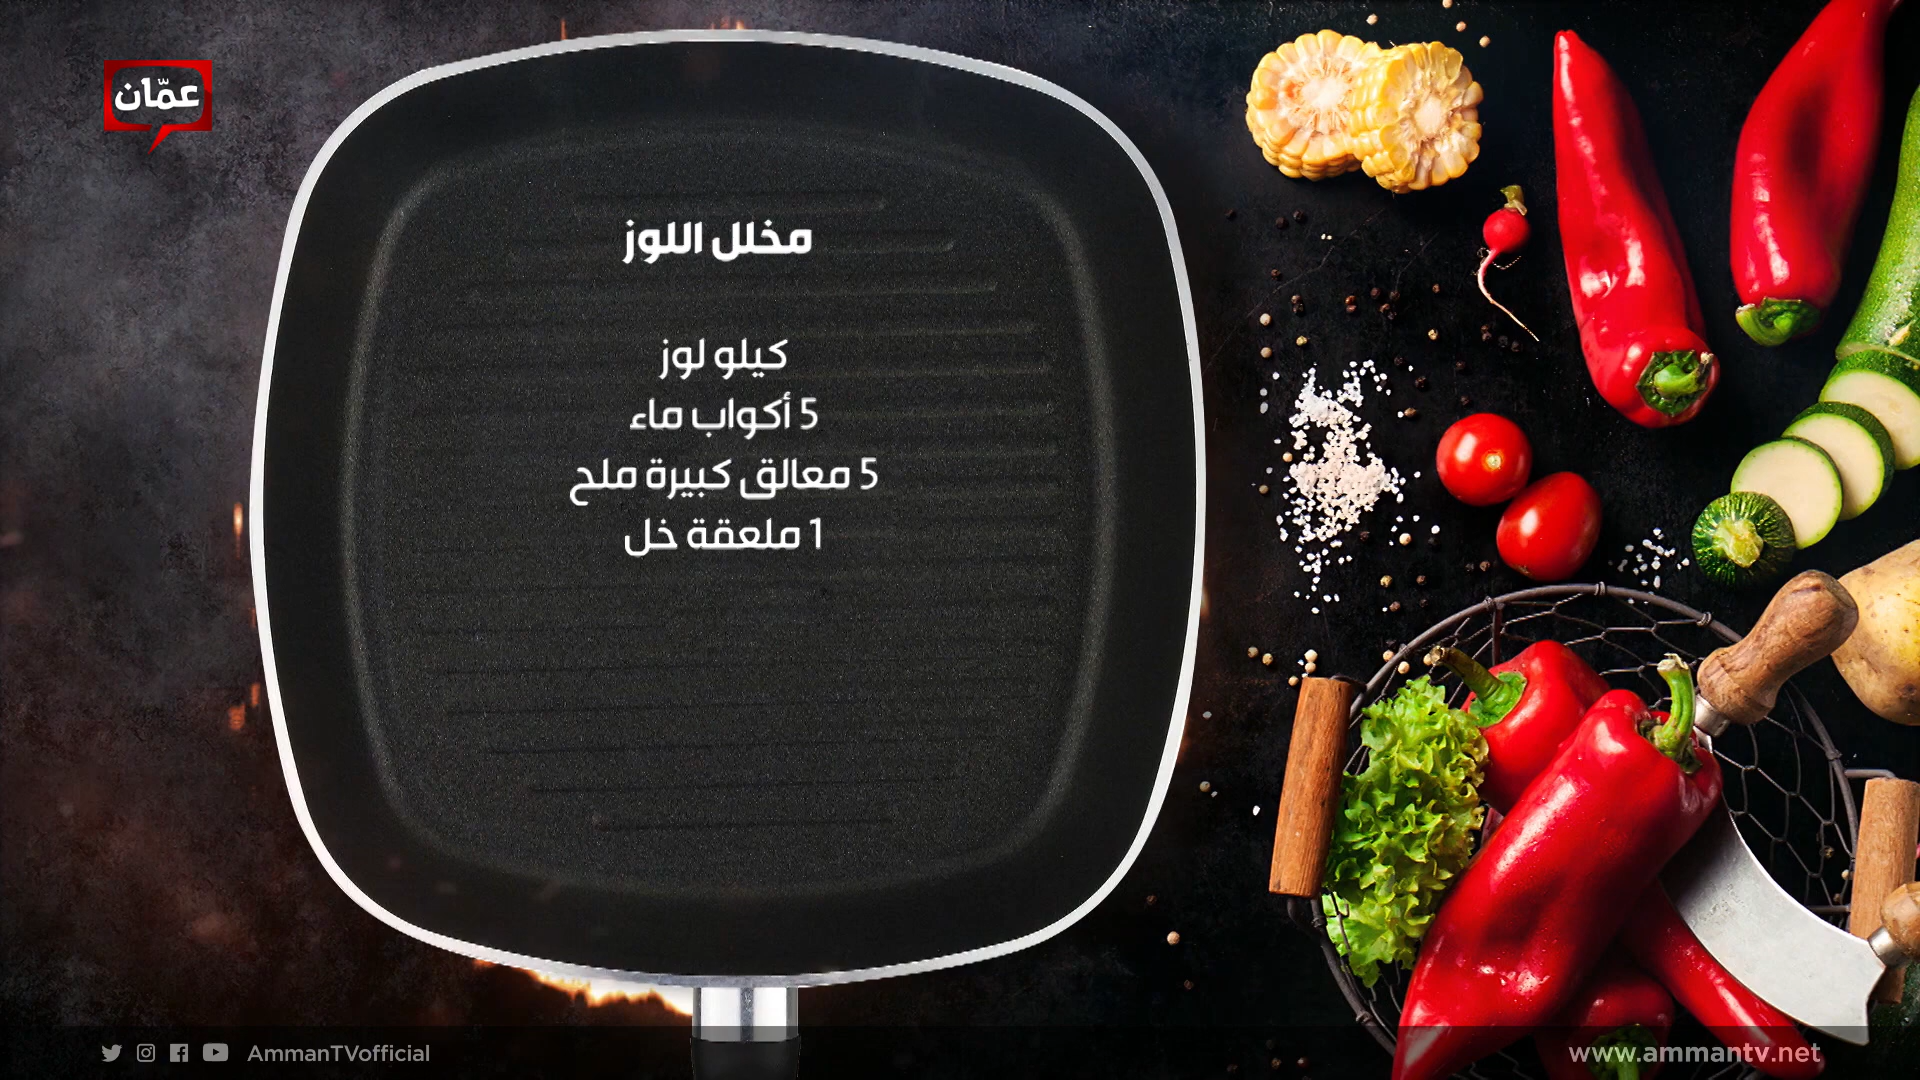 عمّان
مخلل اللوز
كيلو لوز
5 أكواب ماء
5 معالق كبيرة ملح
1 ملعقة خل
AmmanTVofficial
www.ammantv.net